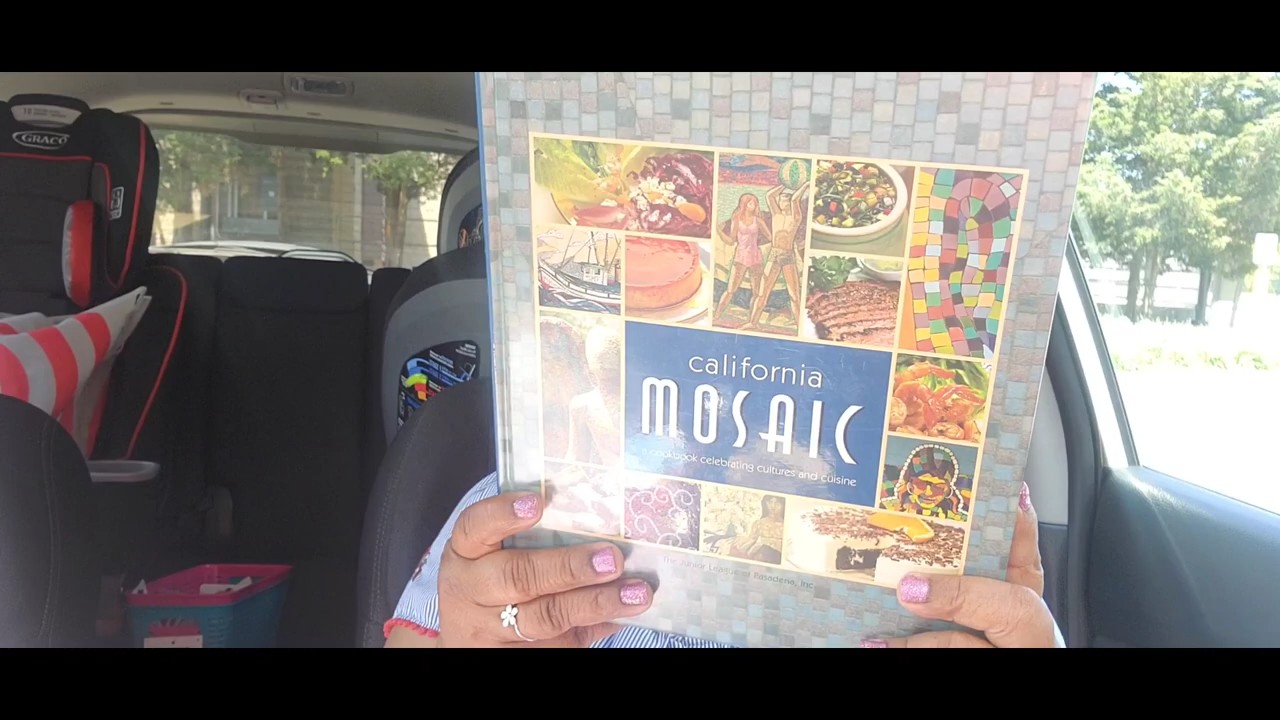 GRACO
california
MOSAIC
a cookbook celebrating cultures and cuisine
The Junior League of Pasadena, Inc.